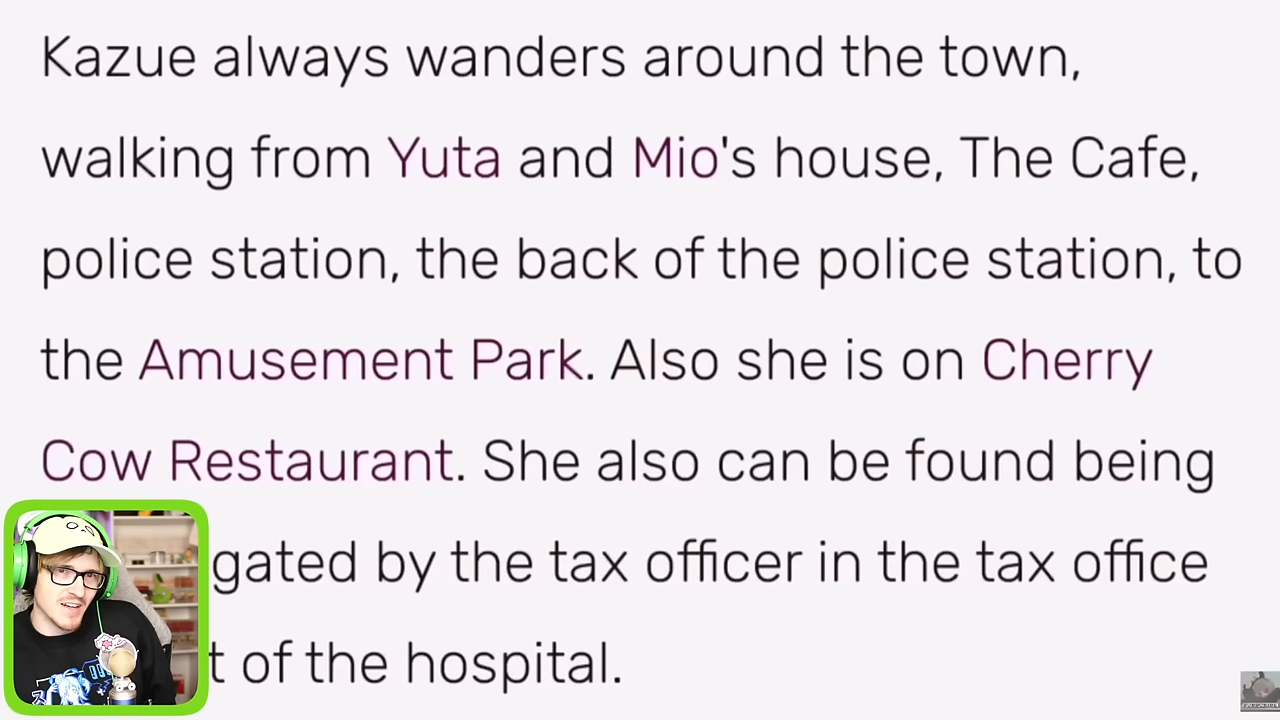 Kazue always wanders around the town,
walking from Yuta and Mio's house, The Cafe,
police station, the back of the police station, to
the Amusement Park. Also she is on Cherry
Cow Restaurant. She also can be found being
gated by the tax officer in the tax office
t of the hospital.